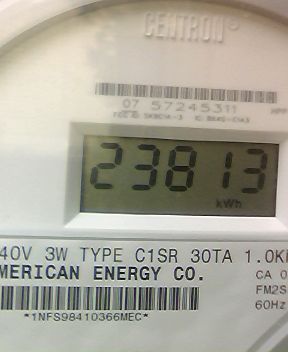 CENTRON®
07 57245311
23813
kWh
40V 3W TYPE C1SR 30TA 1.0K
MERICAN ENERGY CO.
CA 0
FM2S
60Hz
*1NFS98410366MEC*